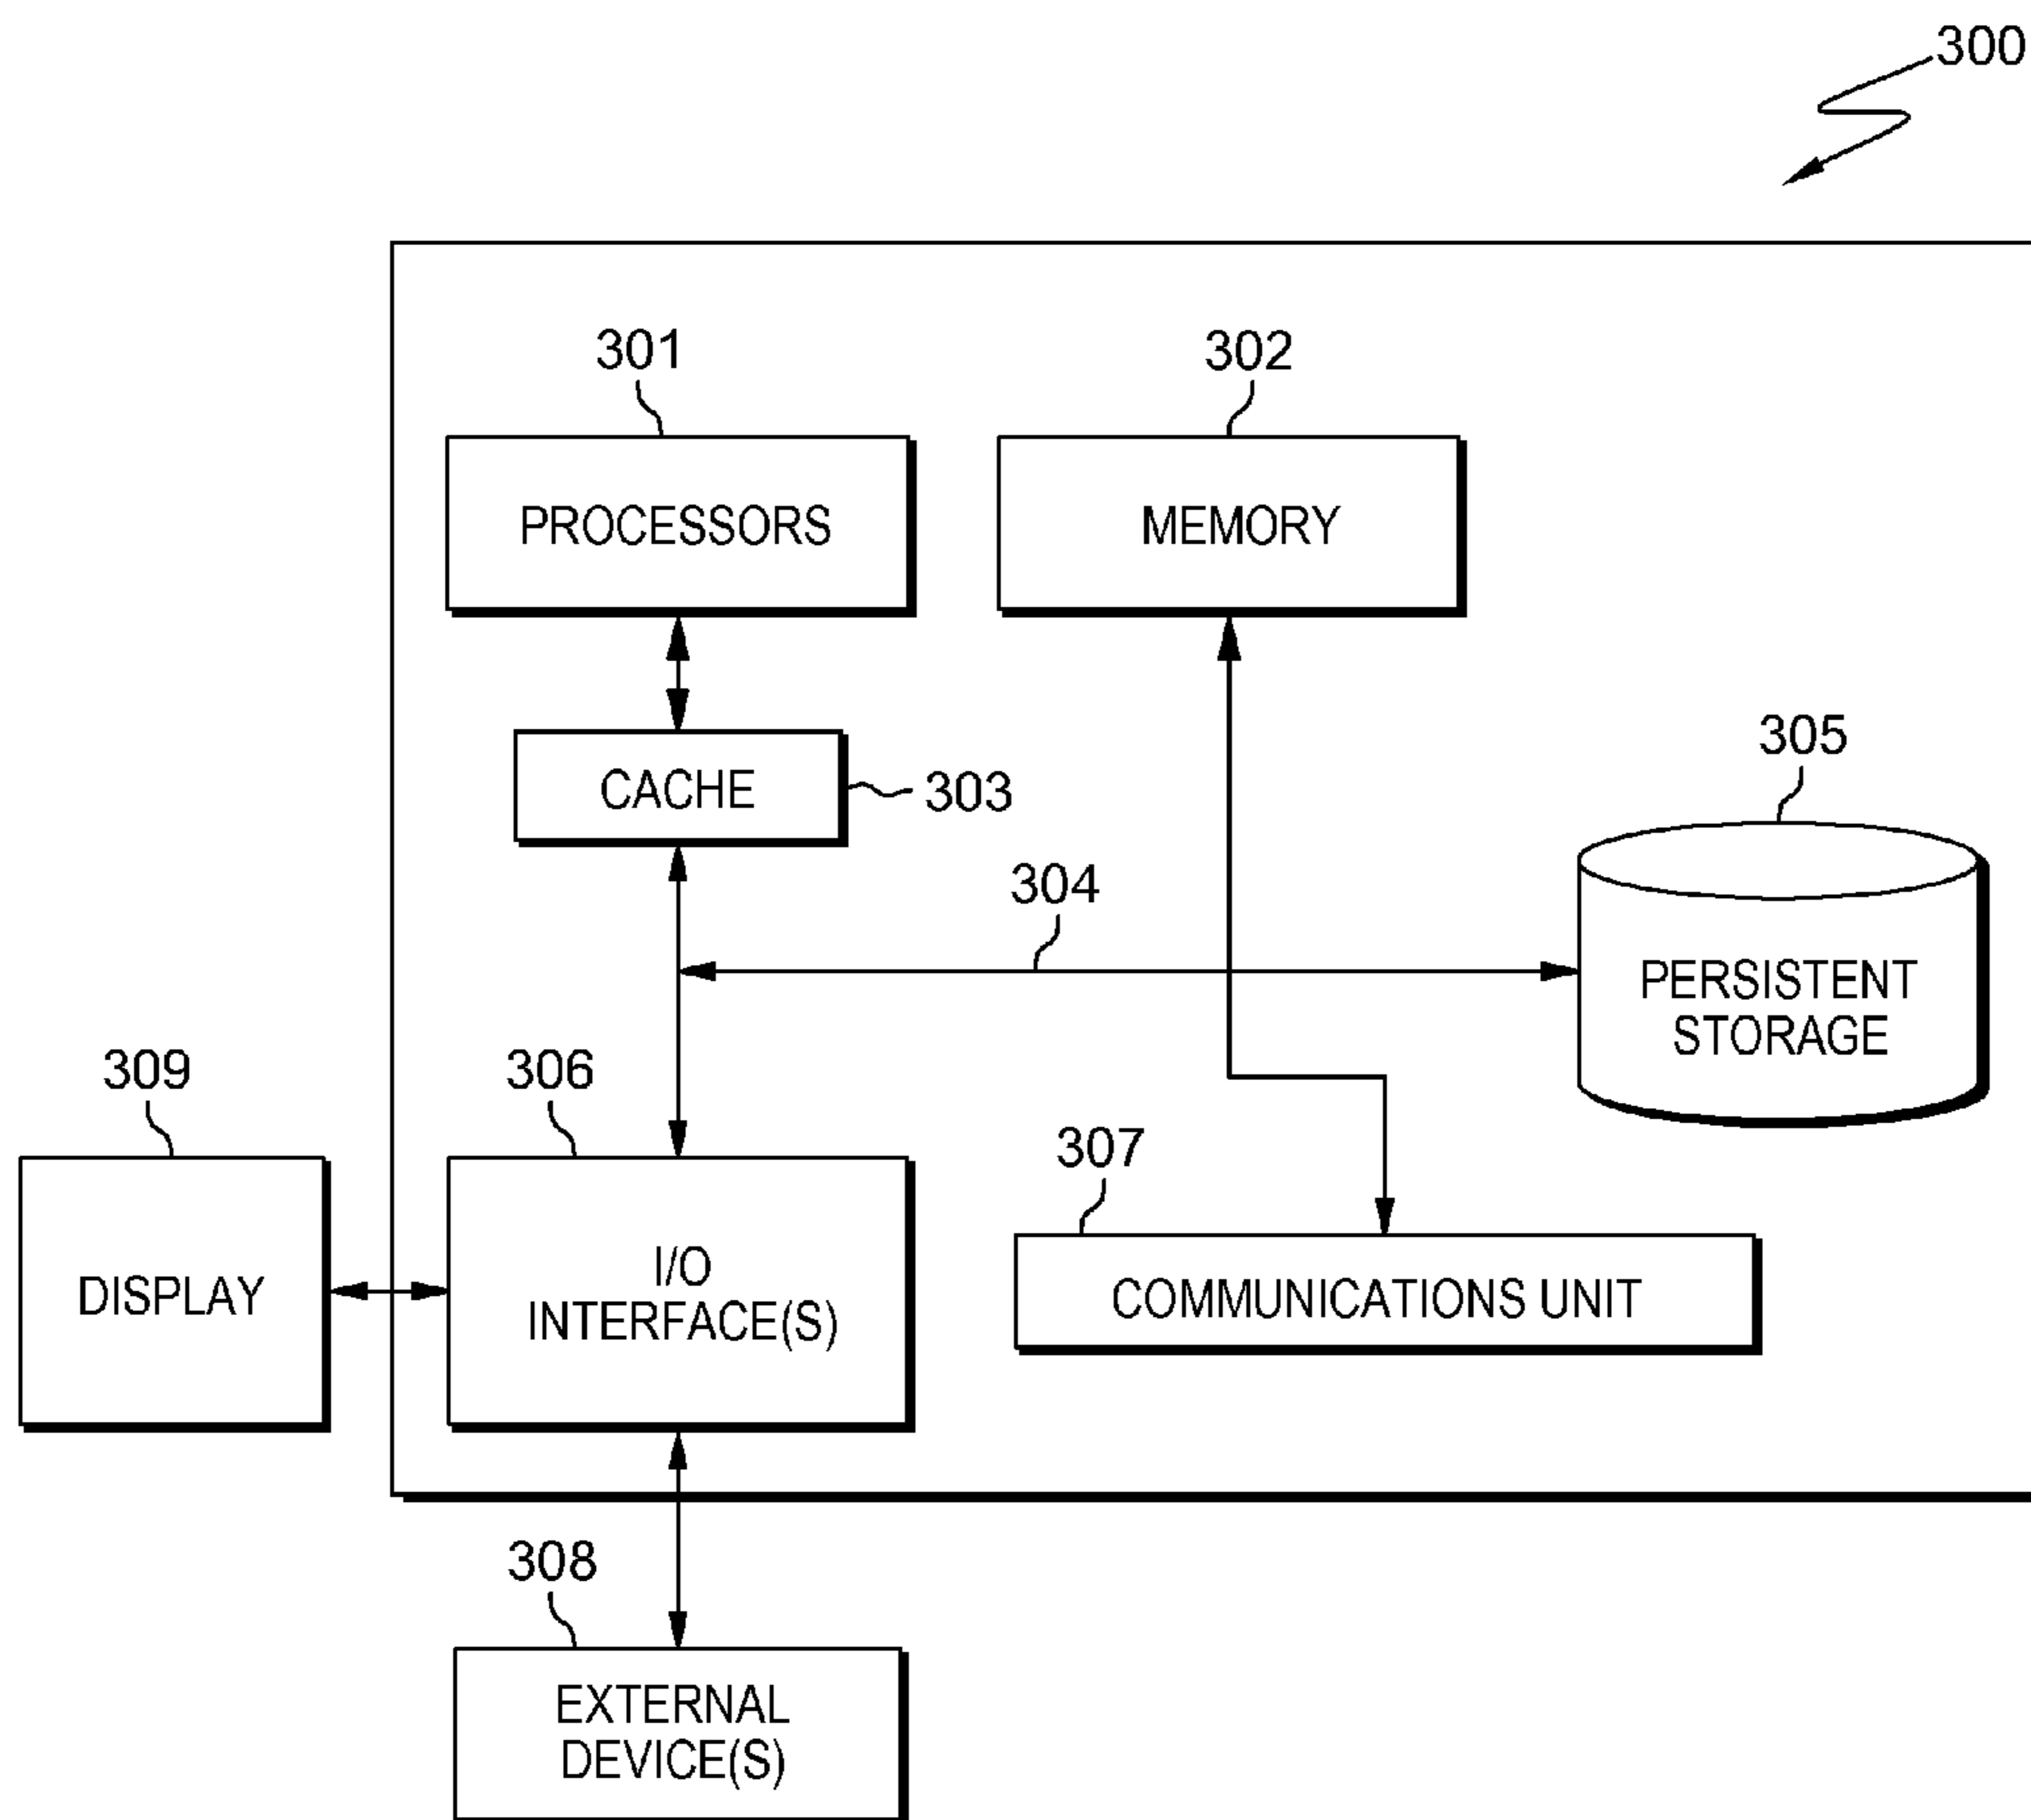 300
301
302
PROCESSORS
MEMORY
CACHE
303
305
304
PERSISTENT
STORAGE
309
306
307
DISPLAY
I/O
INTERFACE(S)
COMMUNICATIONS UNIT
308
EXTERNAL
DEVICE(S)